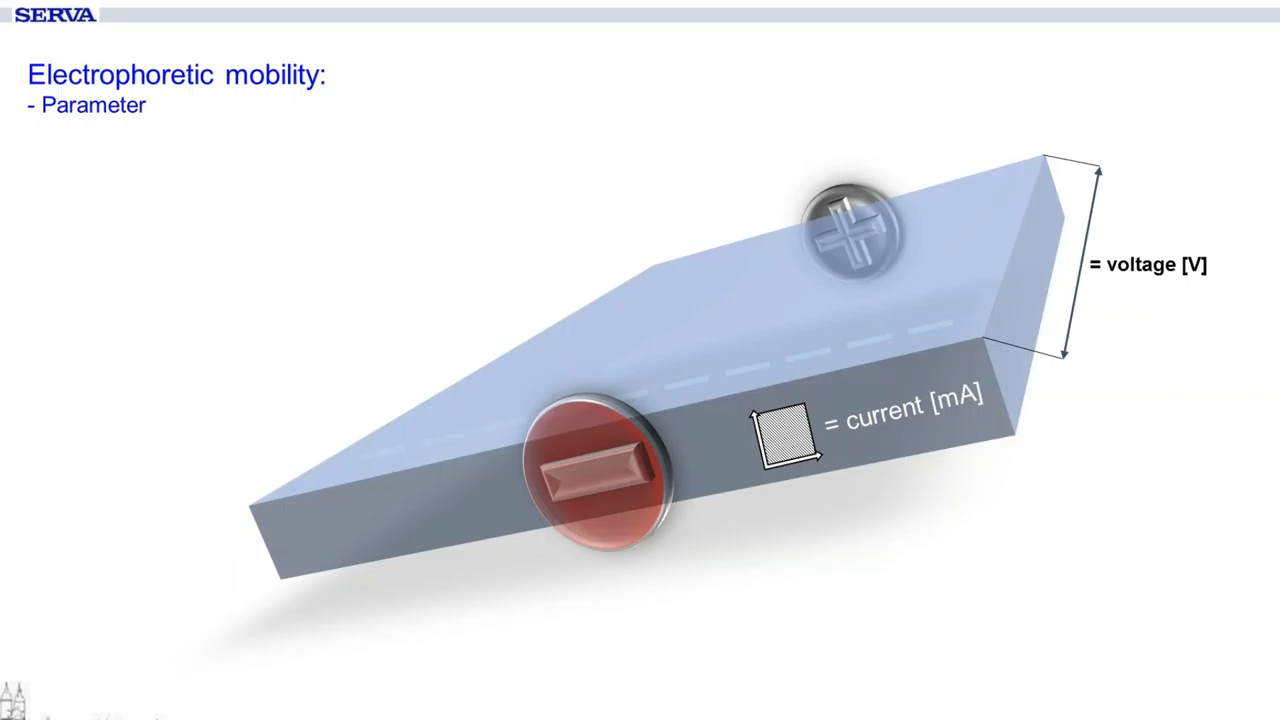 SERVA
Electrophoretic mobility:
- Parameter
= voltage [V]
= current [mA]